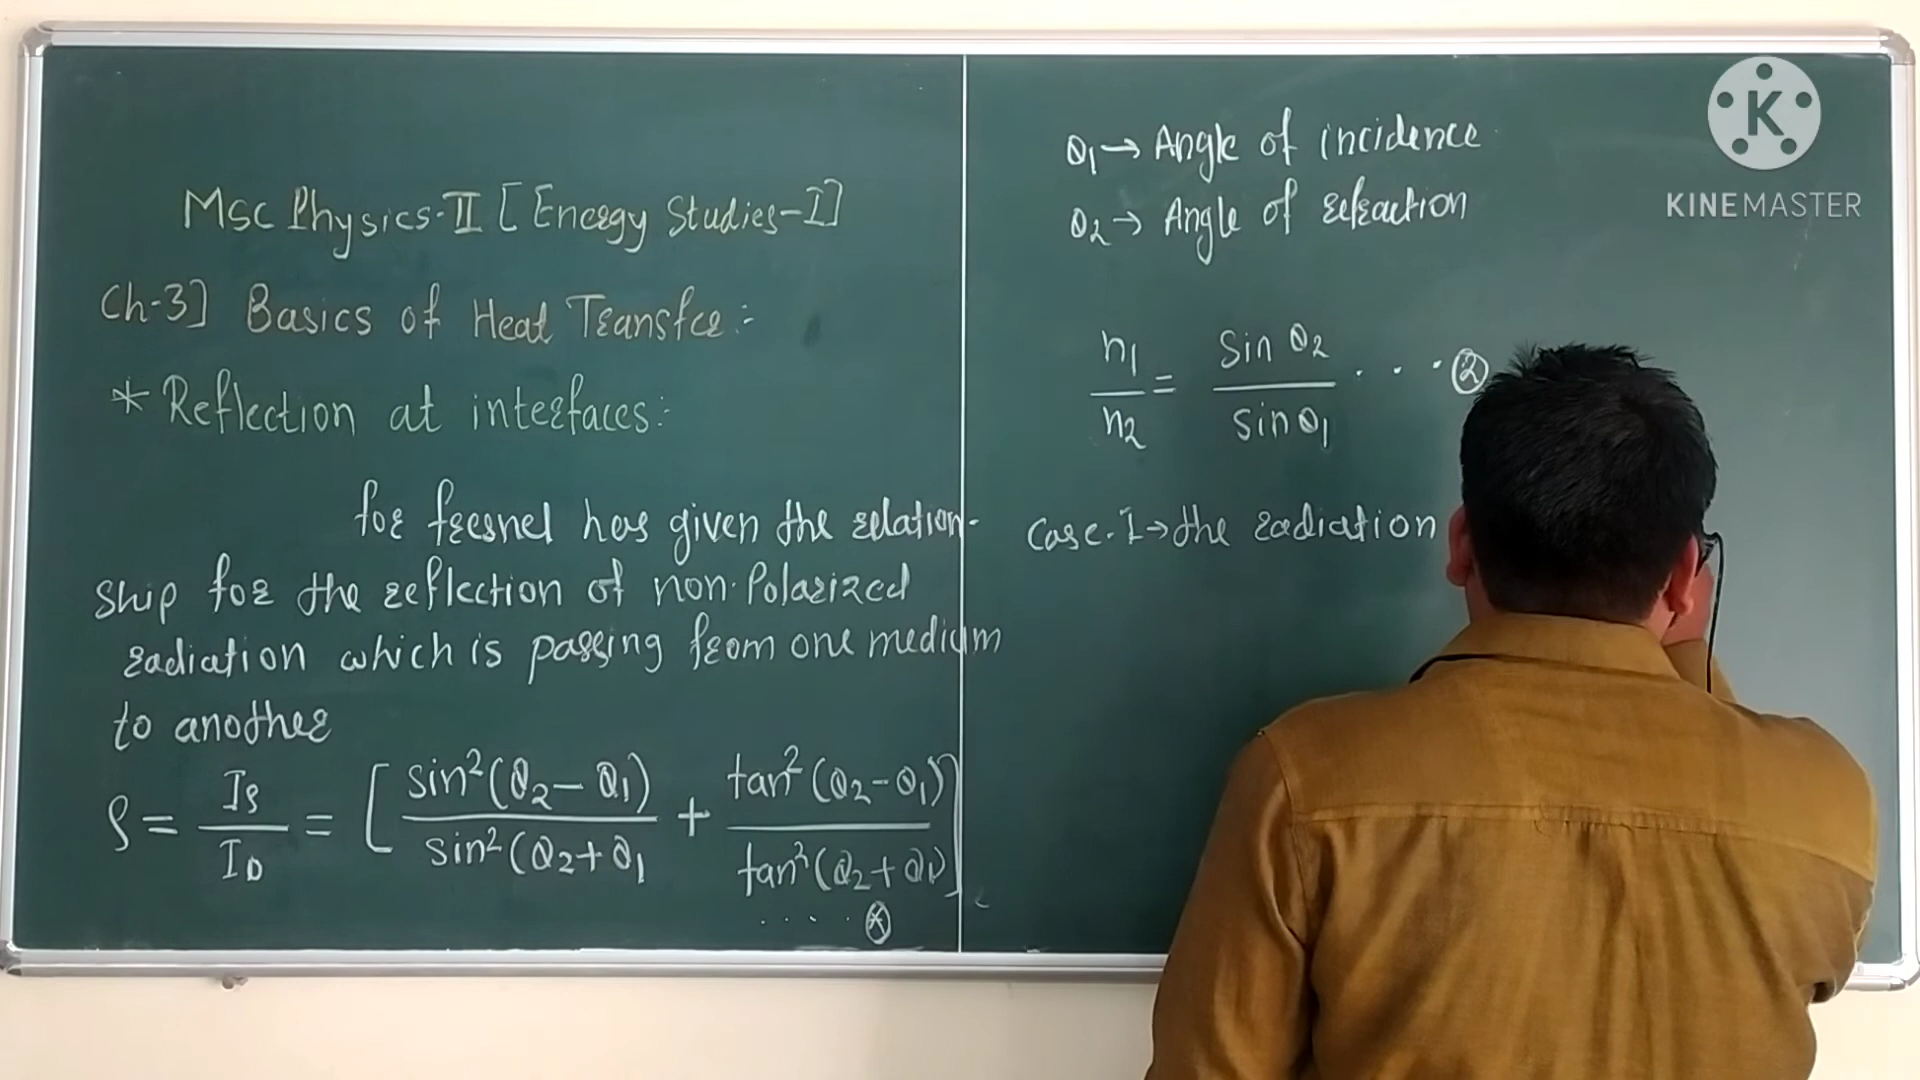 Msc Physics-II [Energy Studies-I]
Ch-3] Basics of Heat Transfer:-
* Reflection at interfaces:-
for fresnel has given the relation-
ship for the reflection of non-Polarized
radiation which is passing from one medium
to another
ρ = Iρ/I0 = [sin²(θ2-θ1)/sin²(θ2+θ1 + tan²(θ2-θ1)/tan²(θ2+θ1)]
....
θ1→ Angle of incidence
θ2→ Angle of refraction
n1/n2 = Sin θ2/sin θ1 ... ②
Case-I→the radiation
K
KINEMASTER